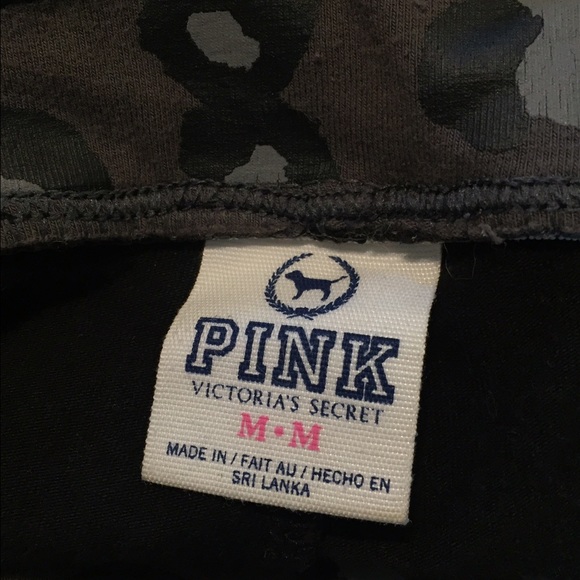 PINK
VICTORIA'S SECRET
M•M
MADE IN / FAIT AU / HECHO EN
SRI LANKA